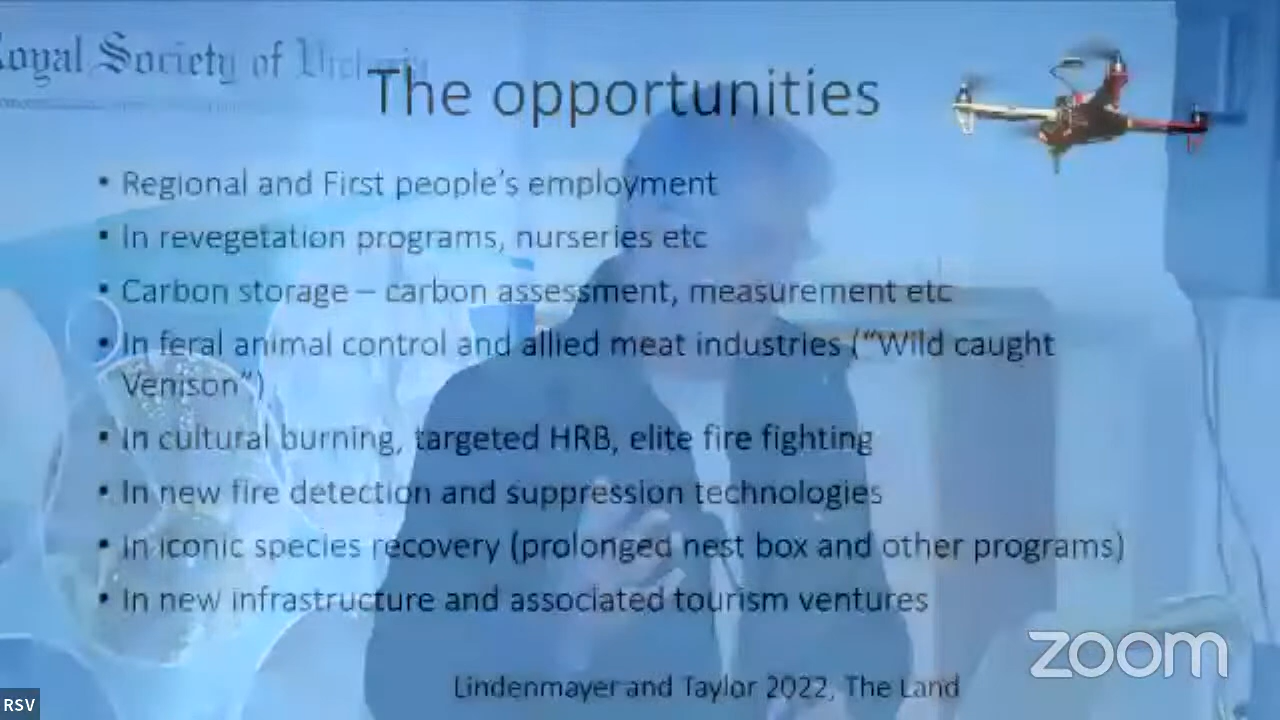 Royal Society of Victoria
The opportunities
• Regional and First people's employment
• In revegetation programs, nurseries etc
• Carbon storage – carbon assessment, measurement etc
• In feral animal control and allied meat industries ("Wild caught
Venison")
• In cultural burning, targeted HRB, elite fire fighting
• In new fire detection and suppression technologies
• In iconic species recovery (prolonged nest box and other programs)
• In new infrastructure and associated tourism ventures
Lindenmayer and Taylor 2022, The Land
zoom
RSV